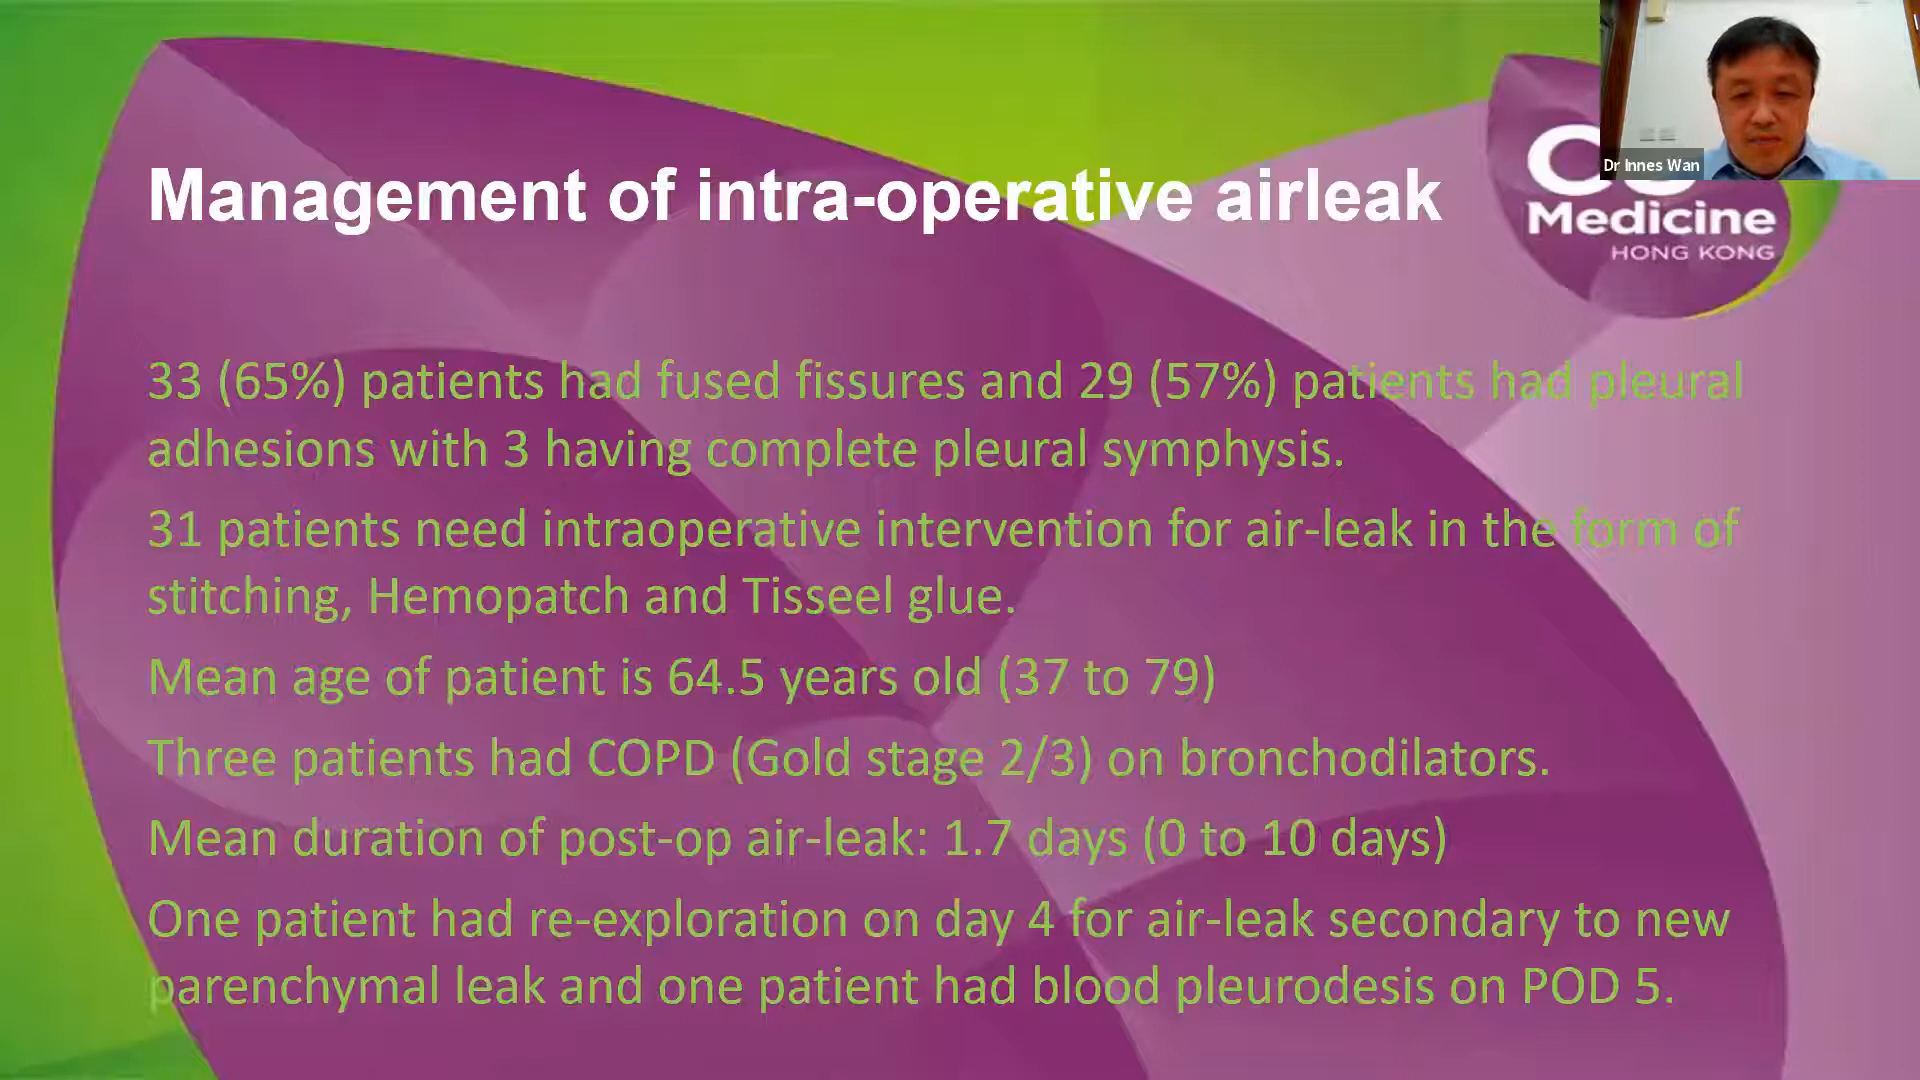 Dr Innes Wan
Management of intra-operative airleak
Medicine
HONG KONG
33 (65%) patients had fused fissures and 29 (57%) patients had pleural
adhesions with 3 having complete pleural symphysis.
31 patients need intraoperative intervention for air-leak in the form of
stitching, Hemopatch and Tisseel glue.
Mean age of patient is 64.5 years old (37 to 79)
Three patients had COPD (Gold stage 2/3) on bronchodilators.
Mean duration of post-op air-leak: 1.7 days (0 to 10 days)
One patient had re-exploration on day 4 for air-leak secondary to new
parenchymal leak and one patient had blood pleurodesis on POD 5.